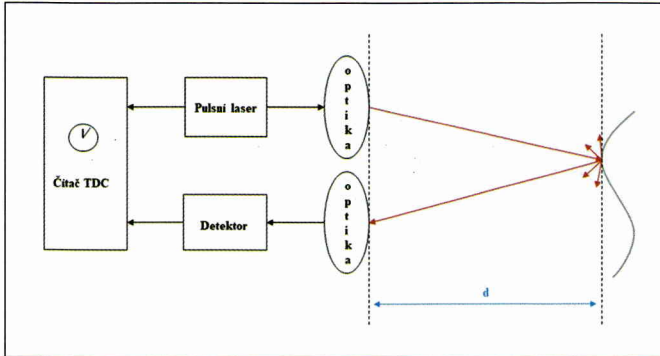 optika
Pulsní laser
V
Čítač TDC
optika
Detektor
d